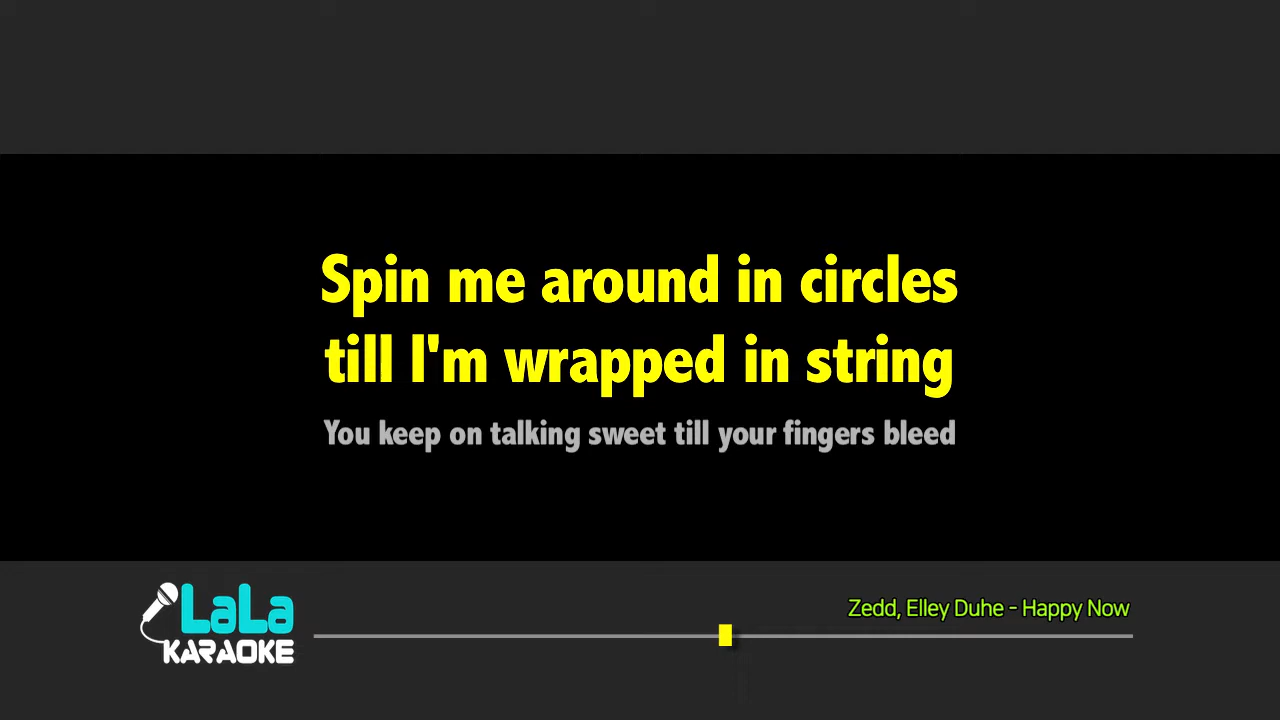 Spin me around in circles
till I'm wrapped in string
You keep on talking sweet till your fingers bleed
Zedd, Elley Duhe - Happy Now
LaLa
KARAOKE